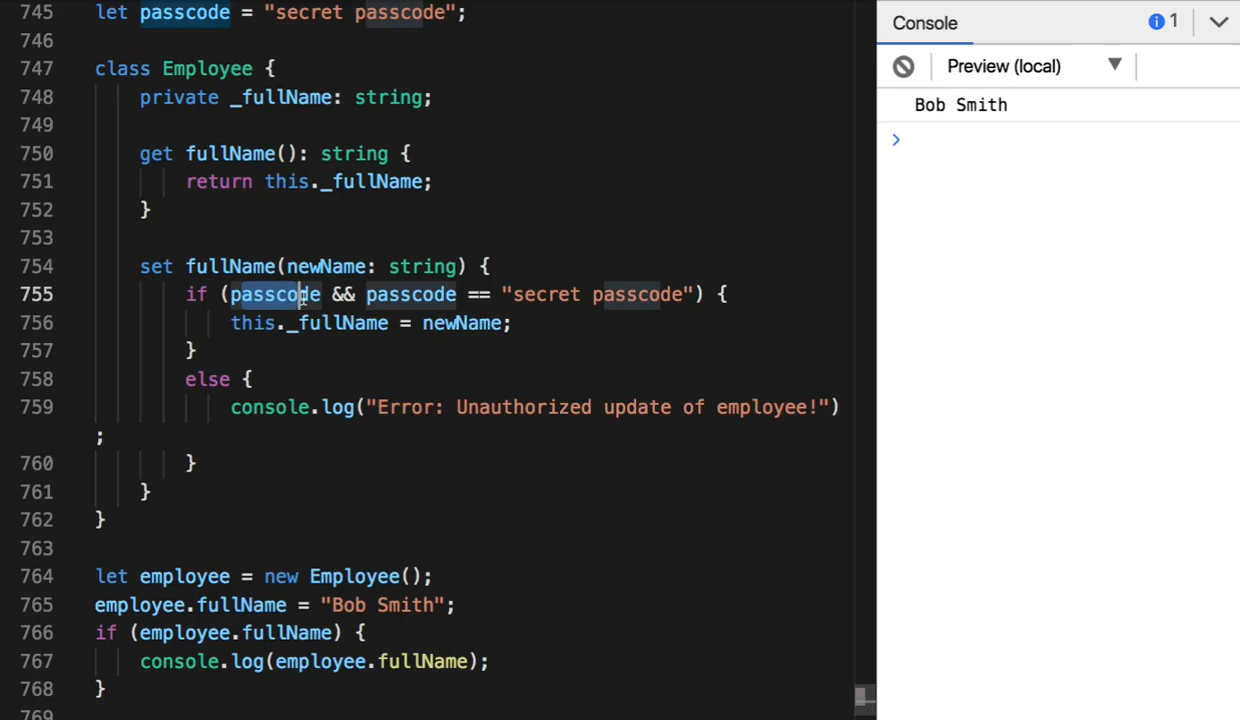 745 let passcode = "secret passcode";
746
747 class Employee {
748 private _fullName: string;
749
750 get fullName(): string {
751 return this._fullName;
752 }
753
754 set fullName(newName: string) {
755 if (passcode && passcode == "secret passcode") {
756 this._fullName = newName;
757 }
758 else {
759 console.log("Error: Unauthorized update of employee!")
;
760 }
761 }
762 }
763
764 let employee = new Employee();
765 employee.fullName = "Bob Smith";
766 if (employee.fullName) {
767 console.log(employee.fullName);
768 }
769
Console 1
Preview (local)
Bob Smith
>